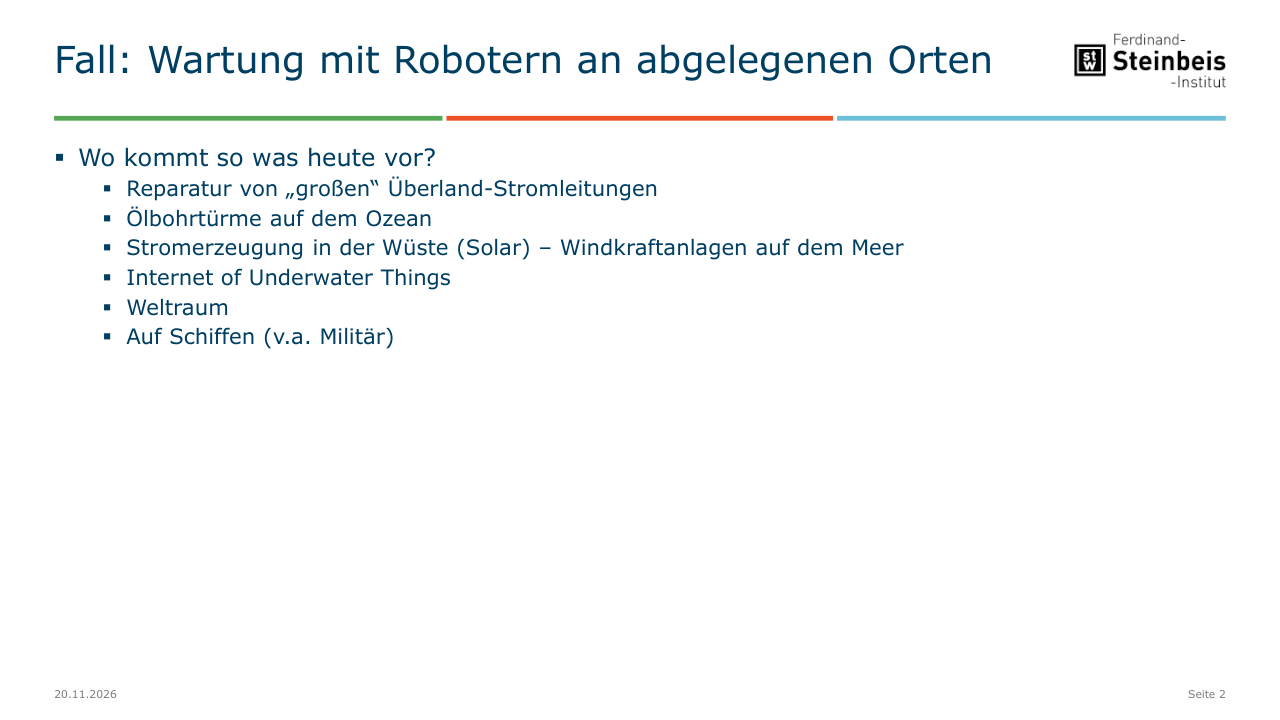 Fall: Wartung mit Robotern an abgelegenen Orten
Ferdinand-
Steinbeis
-Institut
stw
▪ Wo kommt so was heute vor?
▪ Reparatur von „großen“ Überland-Stromleitungen
▪ Ölbohrtürme auf dem Ozean
▪ Stromerzeugung in der Wüste (Solar) – Windkraftanlagen auf dem Meer
▪ Internet of Underwater Things
▪ Weltraum
▪ Auf Schiffen (v.a. Militär)
20.11.2026
Seite 2